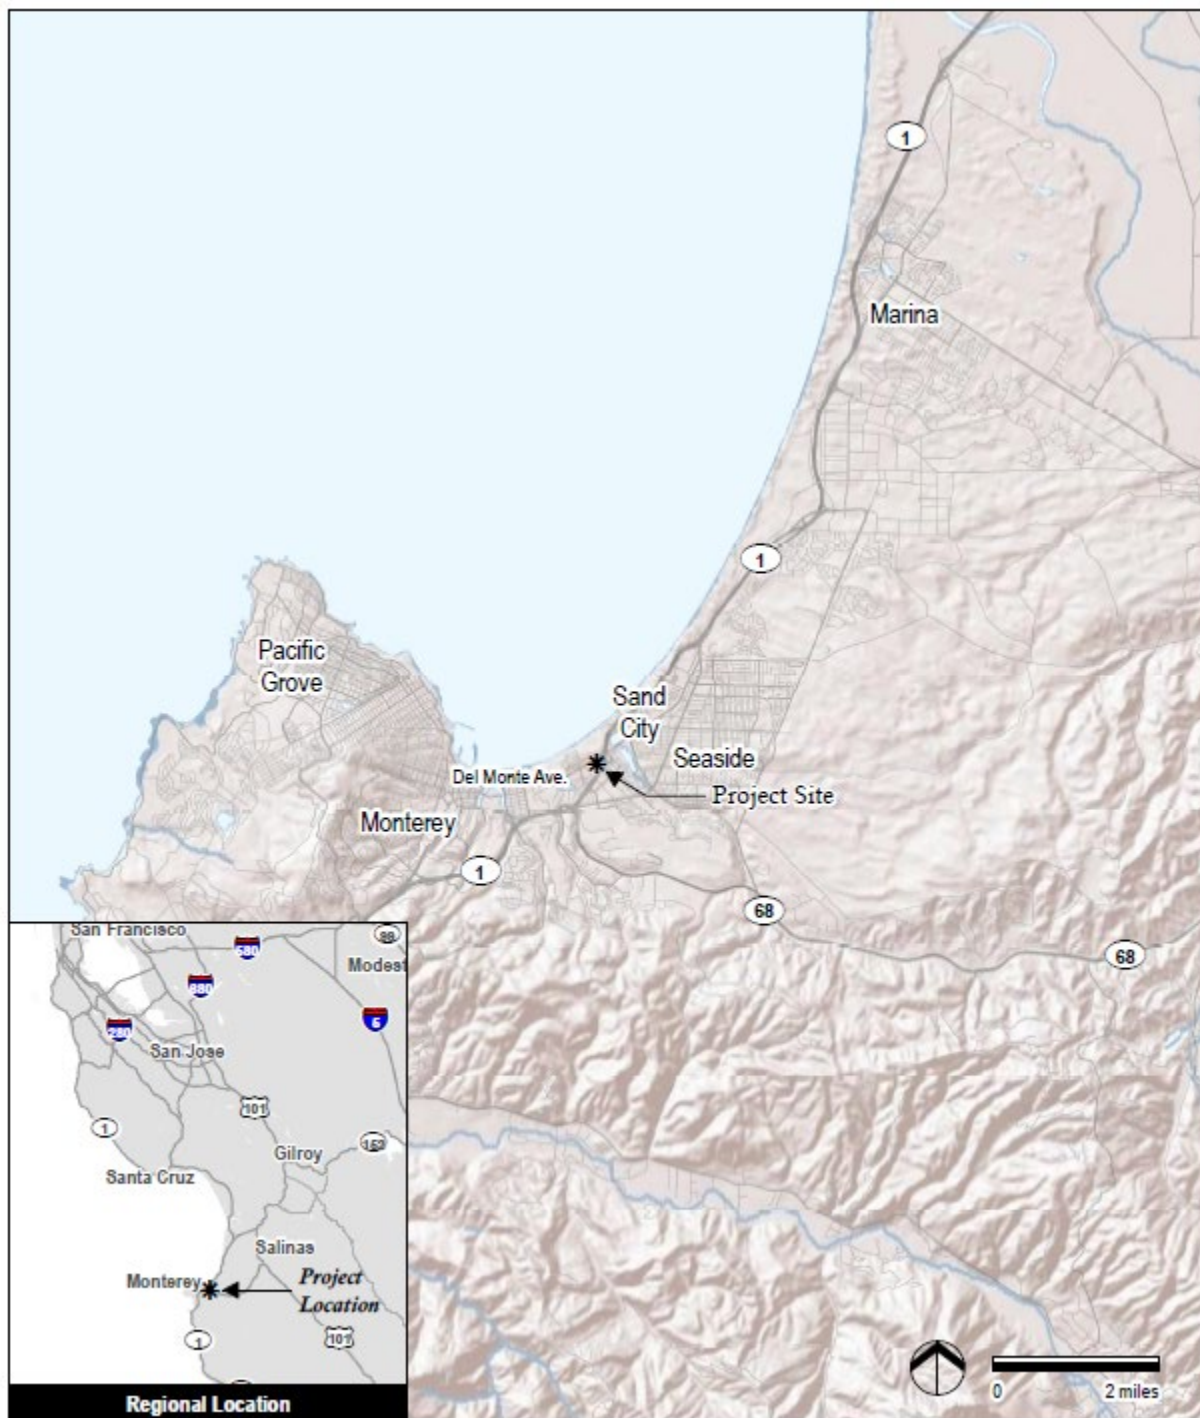 1
Marina
1
Pacific
Grove
Sand
City
Seaside
Del Monte Ave.
Project Site
Monterey
1
68
68
San Francisco
580
99
Modest
880
5
280
San Jose
101
1
152
Gilroy
Santa Cruz
Salinas
Monterey
Project
Location
1
101
Regional Location
0
2 miles